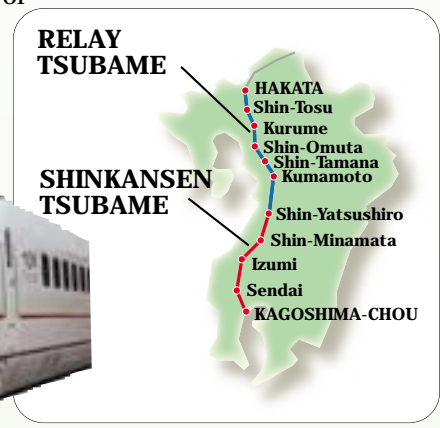 RELAY
TSUBAME
HAKATA
Shin-Tosu
Kurume
Shin-Omuta
Shin-Tamana
Kumamoto
SHINKANSEN
TSUBAME
Shin-Yatsushiro
Shin-Minamata
Izumi
Sendai
KAGOSHIMA-CHOU